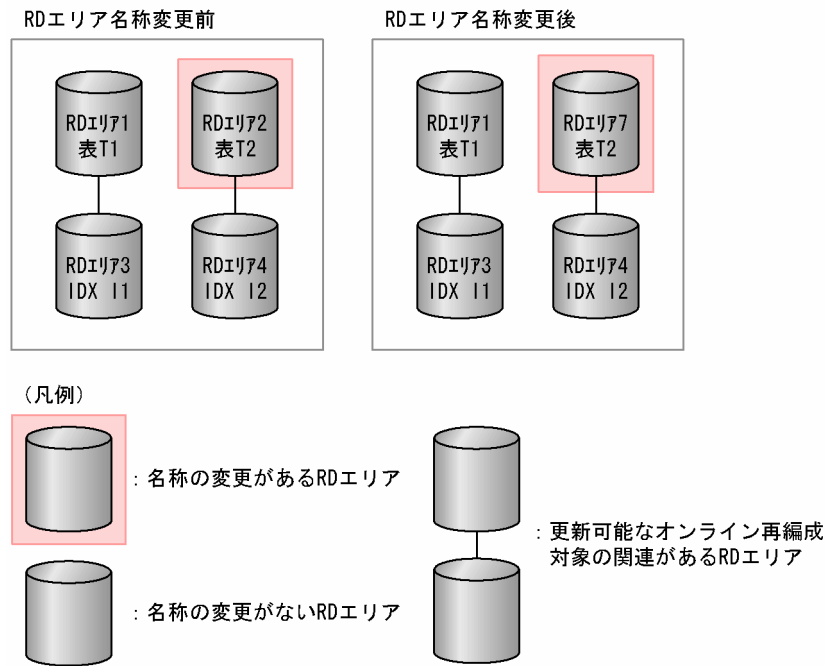 RDエリア名称変更前
RDエリア1
表T1
RDエリア2
表T2
RDエリア3
IDX I1
RDエリア4
IDX I2
RDエリア名称変更後
RDエリア1
表T1
RDエリア7
表T2
RDエリア3
IDX I1
RDエリア4
IDX I2
（凡例）
：名称の変更があるRDエリア
：名称の変更がないRDエリア
：更新可能なオンライン再編成
対象の関連があるRDエリア